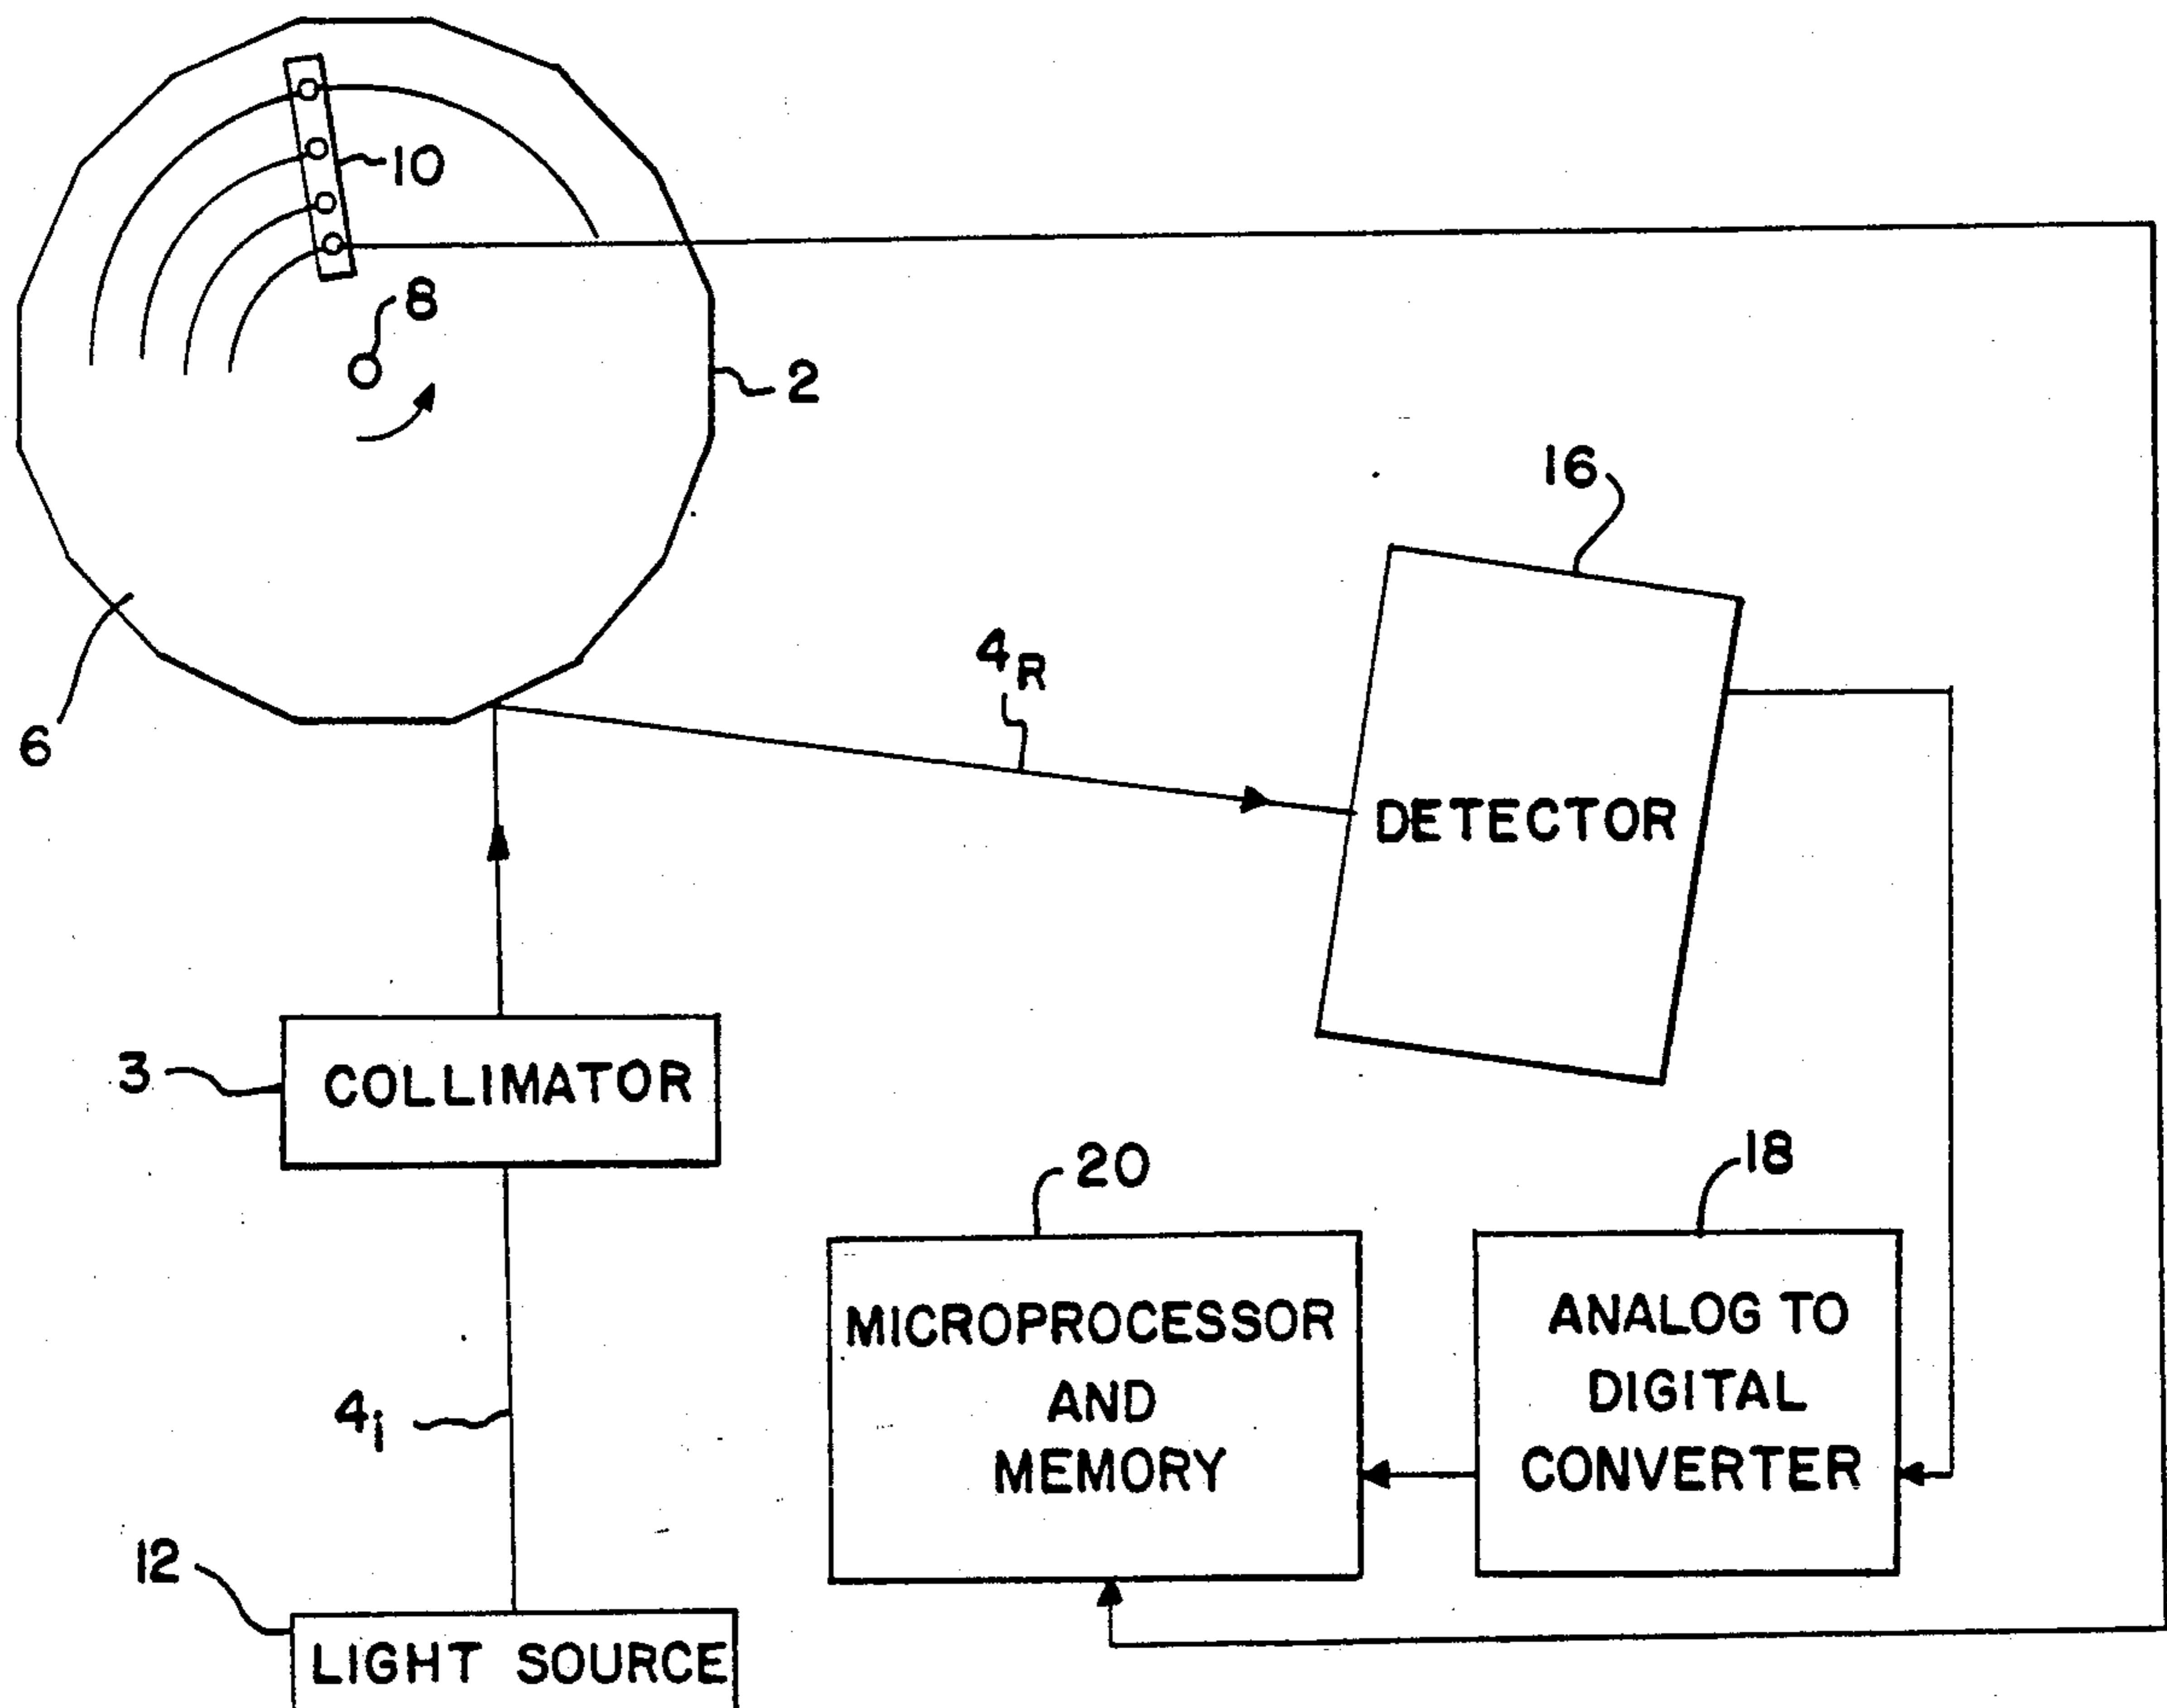 10
8
2
16
4R
6
DETECTOR
3
COLLIMATOR
20
18
MICROPROCESSOR
AND
MEMORY
ANALOG TO
DIGITAL
CONVERTER
4i
12
LIGHT SOURCE